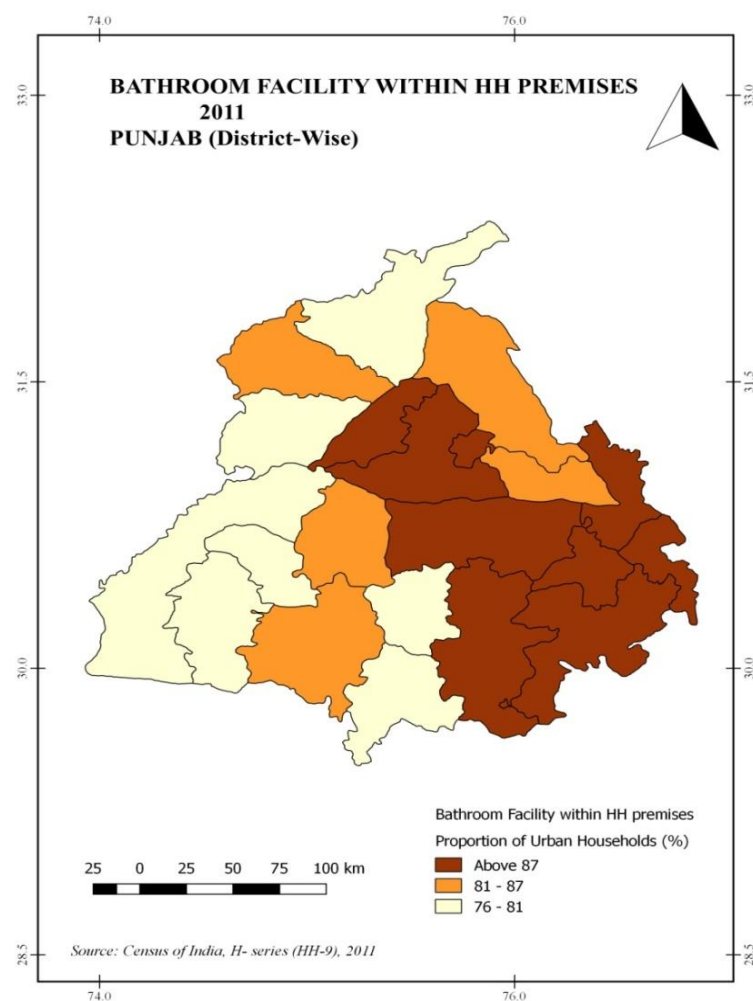 74.0 76.0
BATHROOM FACILITY WITHIN HH PREMISES
2011
PUNJAB (District-Wise)
33.0 33.0
31.5 31.5
30.0 30.0
Bathroom Facility within HH premises
Proportion of Urban Households (%)
Above 87
81 - 87
76 - 81
25 0 25 50 75 100 km
Source: Census of India, H- series (HH-9), 2011
28.5 28.5
74.0 76.0